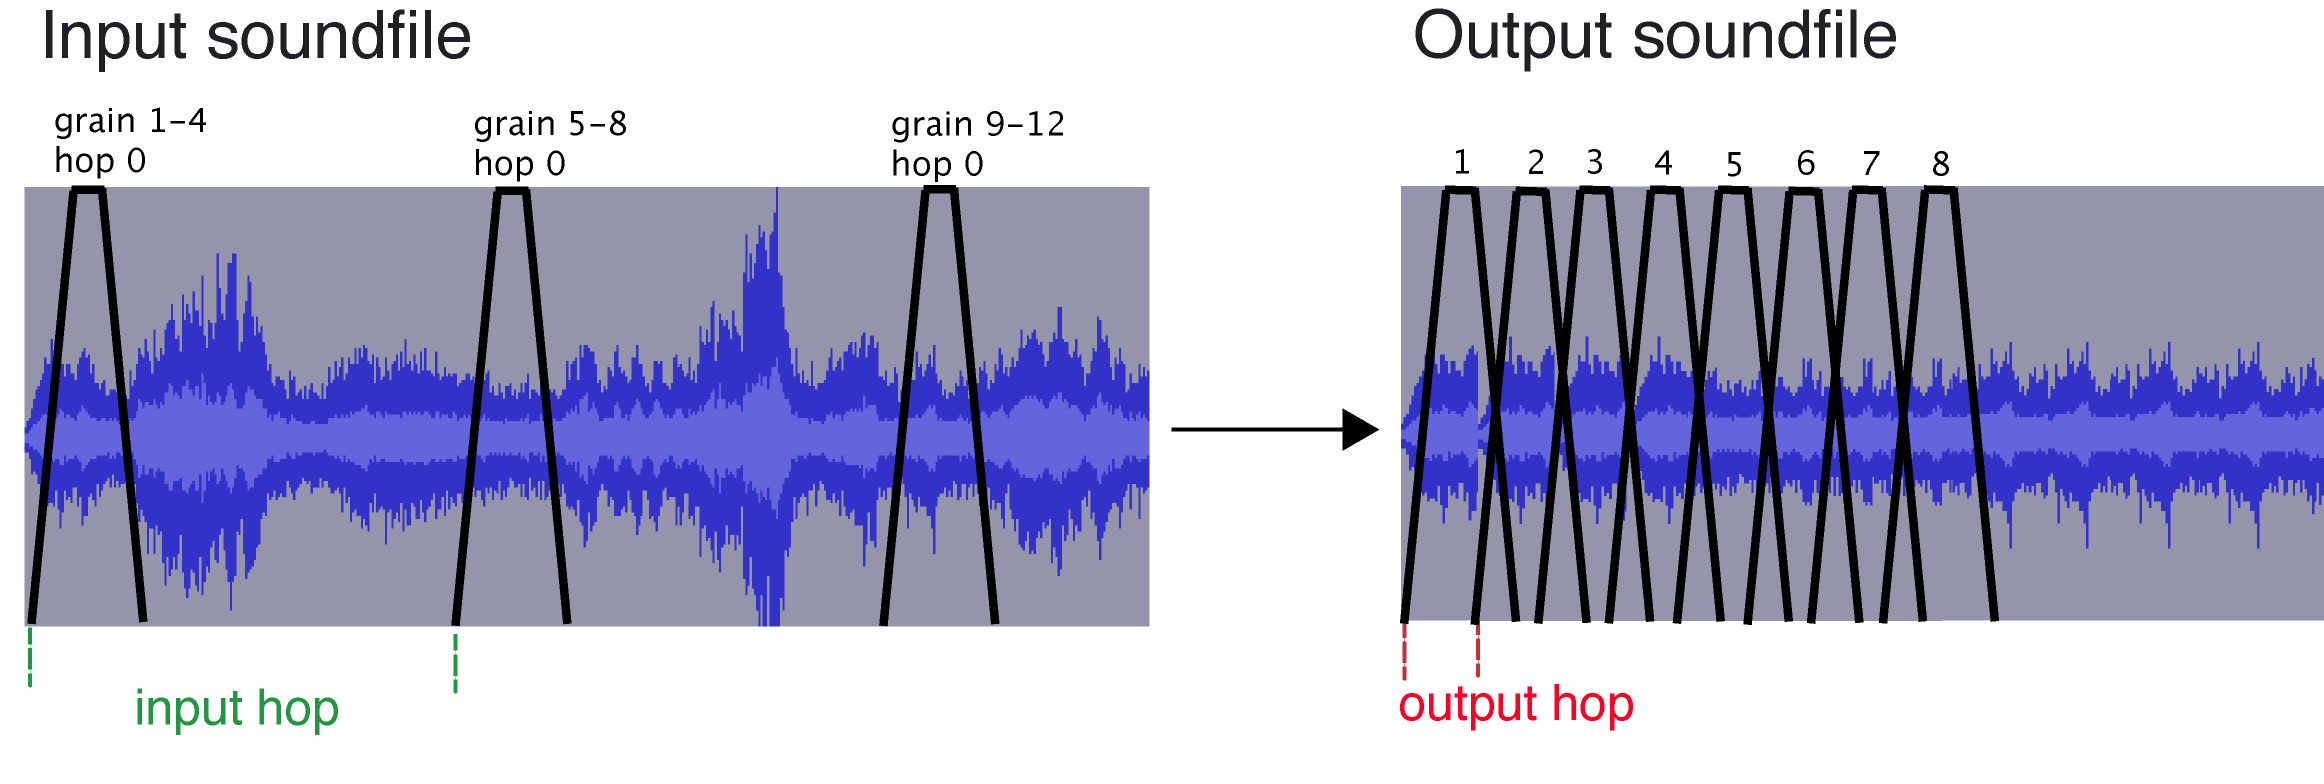 Input soundfile
Output soundfile
grain 1–4
hop 0
grain 5–8
hop 0
grain 9–12
hop 0
1 2 3 4 5 6 7 8
input hop
output hop